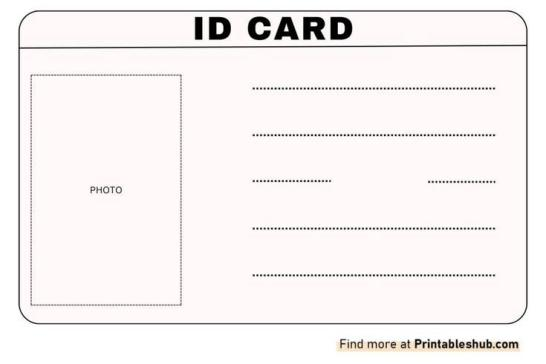 ID CARD
PHOTO
Find more at Printableshub.com